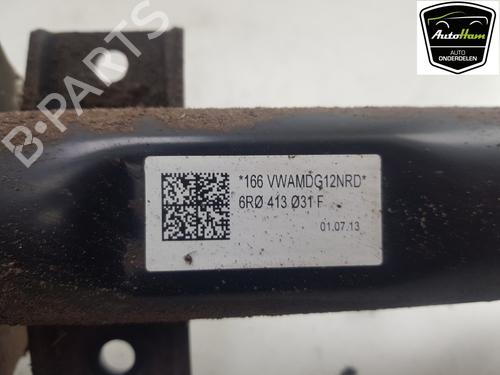 AutoHam
AUTO
ONDERDELEN
B-PARTS
*166 VWAMDG12NRD*
6RØ 413 Ø31 F
01.07.13